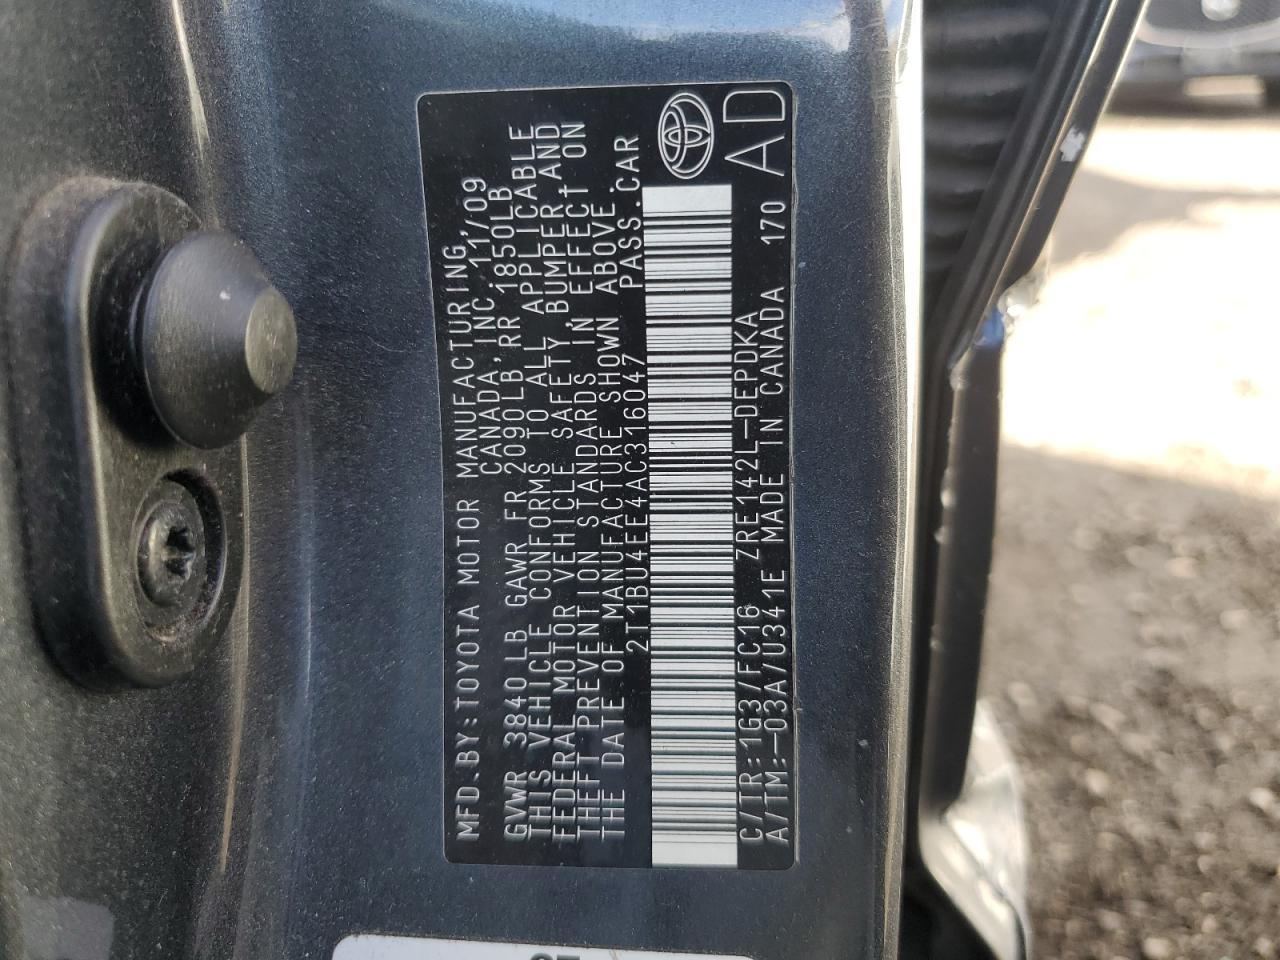 MFD.BY:TOYOTA MOTOR MANUFACTURING,
CANADA,INC. 11/09
GVWR 3840LB GAWR FR 2090LB,RR 1850LB
THIS VEHICLE CONFORMS TO ALL APPLICABLE
FEDERAL MOTOR VEHICLE SAFETY, BUMPER, AND
THEFT PREVENTION STANDARDS IN EFFECT ON
THE DATE OF MANUFACTURE SHOWN ABOVE.
2T1BU4EE4AC316047 PASS.CAR
C/TR:1G3/FC16 ZRE142L-DEPDKA
A/TM:-03A/U341E MADE IN CANADA 170
AD